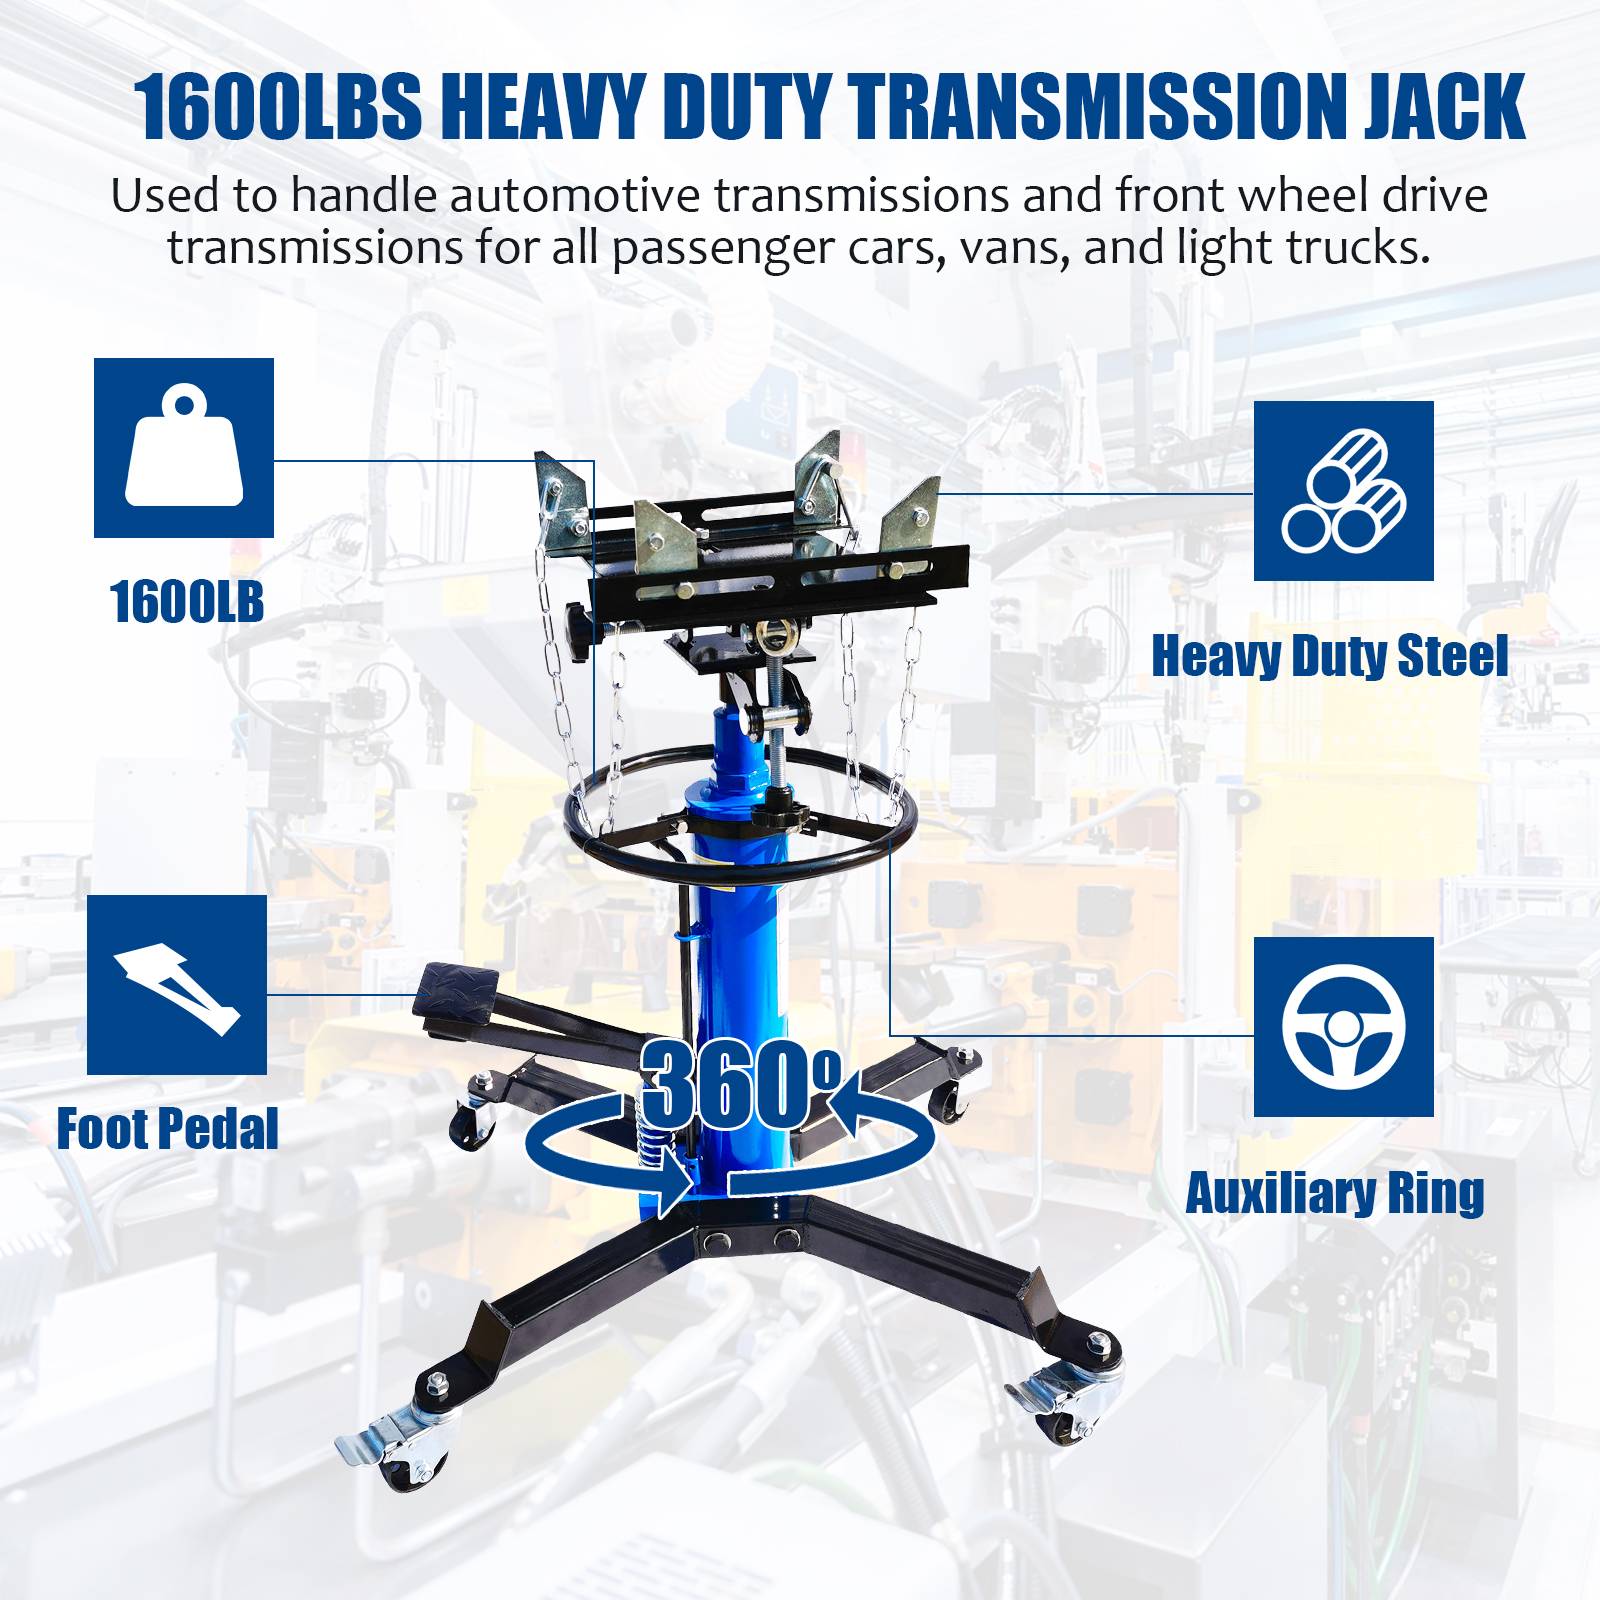 1600LBS HEAVY DUTY TRANSMISSION JACK
Used to handle automotive transmissions and front wheel drive
transmissions for all passenger cars, vans, and light trucks.
1600LB
Heavy Duty Steel
Foot Pedal
360º
Auxiliary Ring